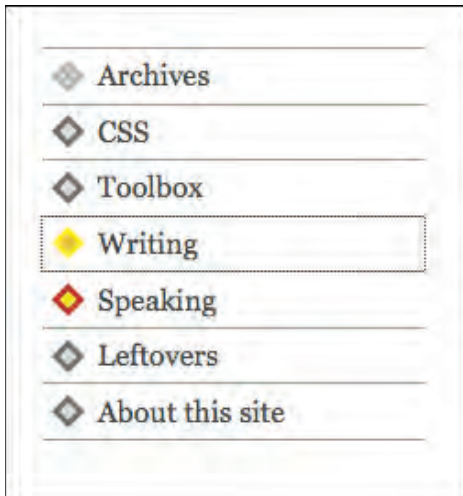 Archives
CSS
Toolbox
Writing
Speaking
Leftovers
About this site